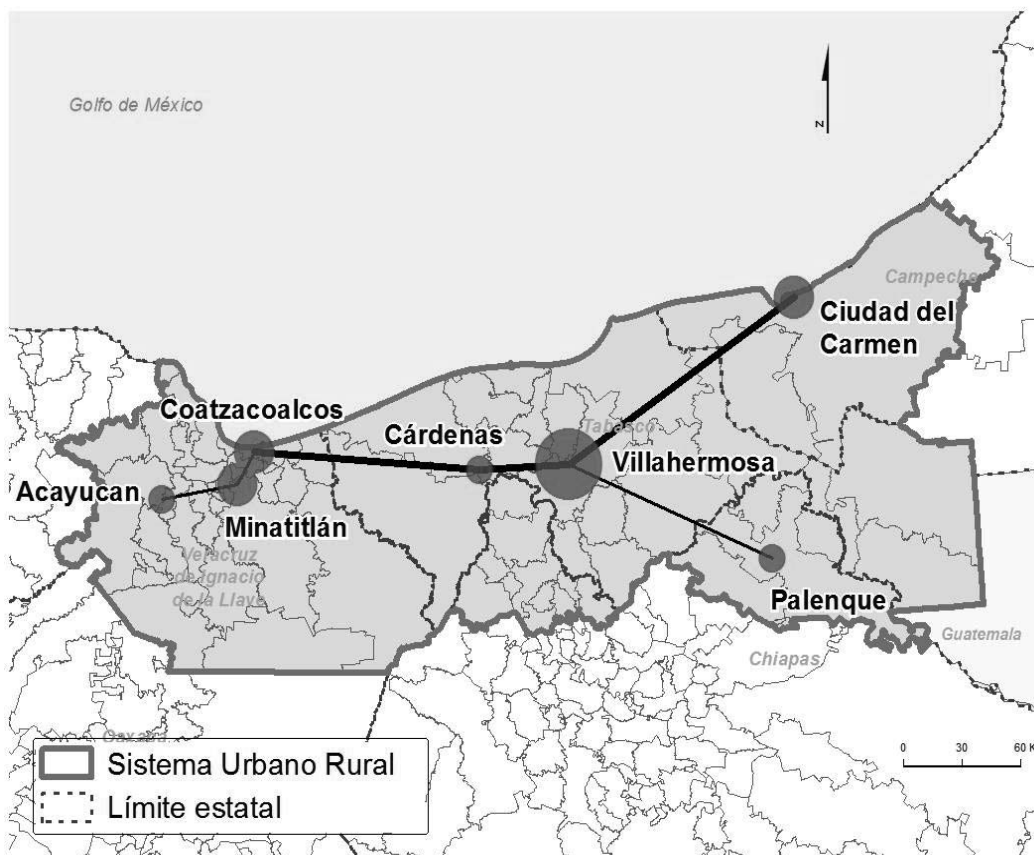 Golfo de México
N
Campeche
Ciudad del
Carmen
Coatzacoalcos
Cárdenas
Tabasco
Villahermosa
Acayucan
Minatitlán
Veracruz
de Ignacio
de la Llave
Palenque
Guatemala
Chiapas
Oaxaca
Sistema Urbano Rural
Límite estatal
0 30 60 K